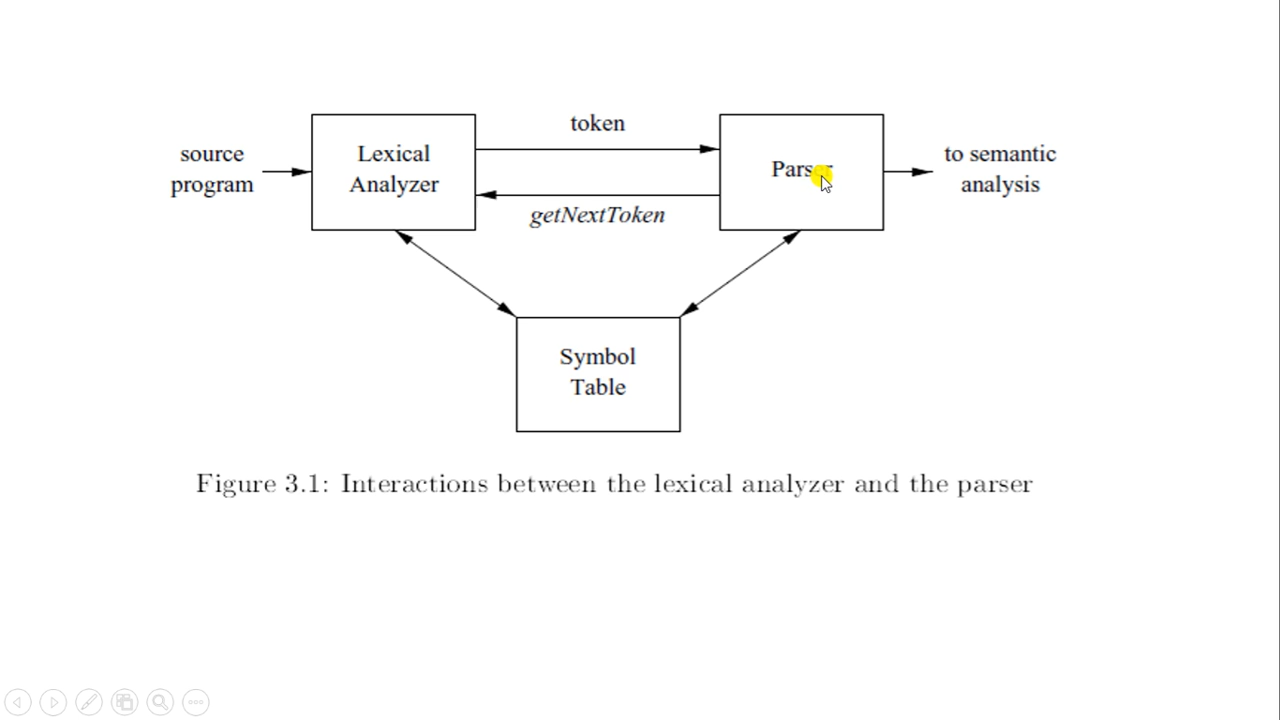 source
program
Lexical
Analyzer
token
getNextToken
Parser
to semantic
analysis
Symbol
Table
Figure 3.1: Interactions between the lexical analyzer and the parser